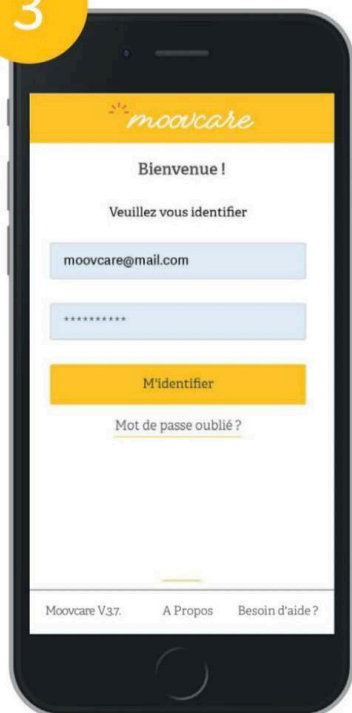 3
moovcare
Bienvenue !
Veuillez vous identifier
moovcare@mail.com
**********
M'identifier
Mot de passe oublié ?
Moovcare V.3.7. A Propos Besoin d'aide ?